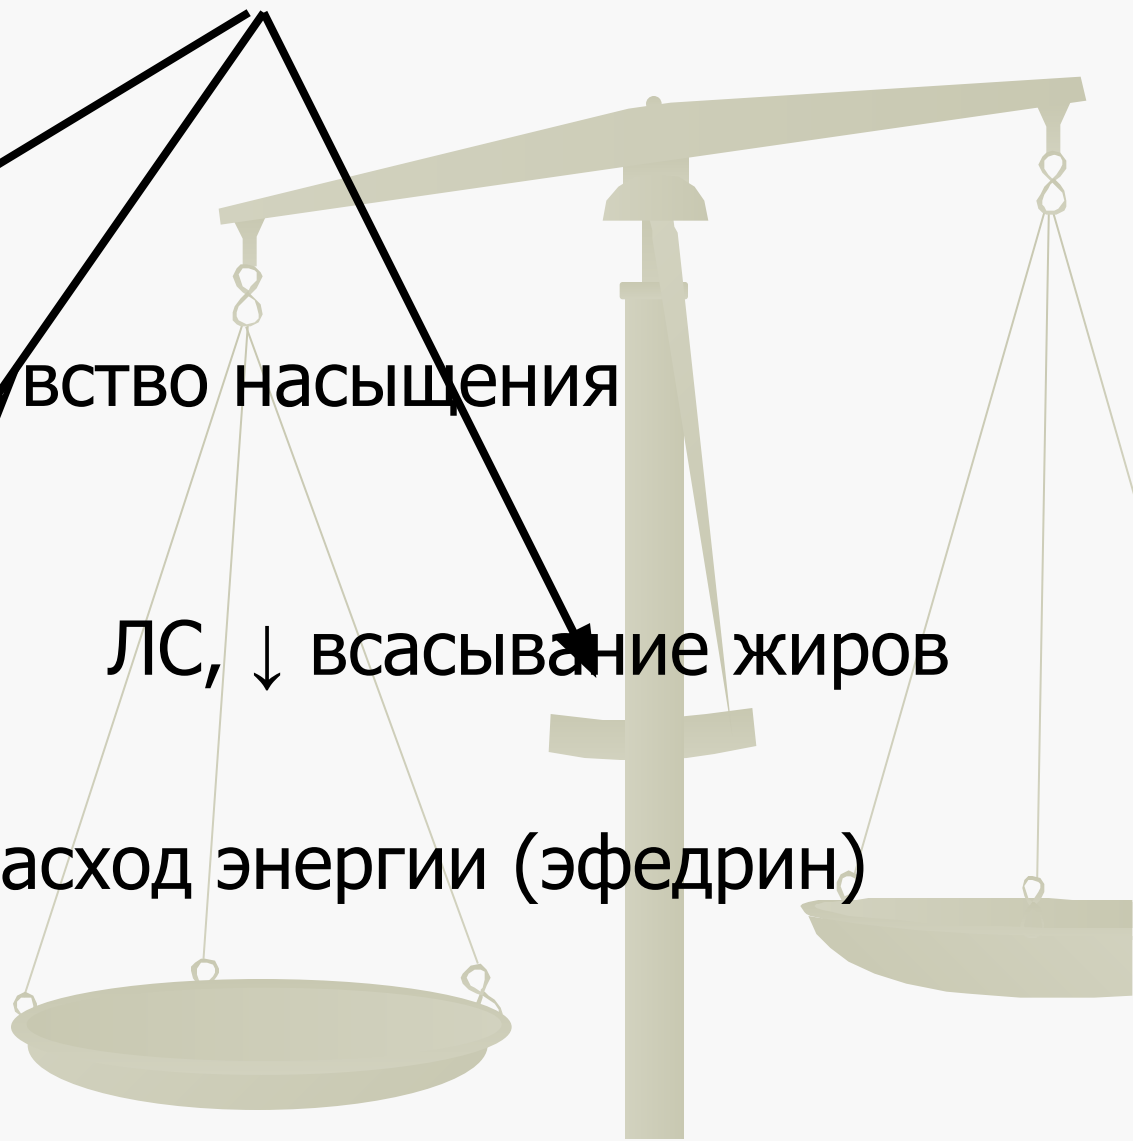 вство насыщения
ЛС, ↓ всасывание жиров
асход энергии (эфедрин)